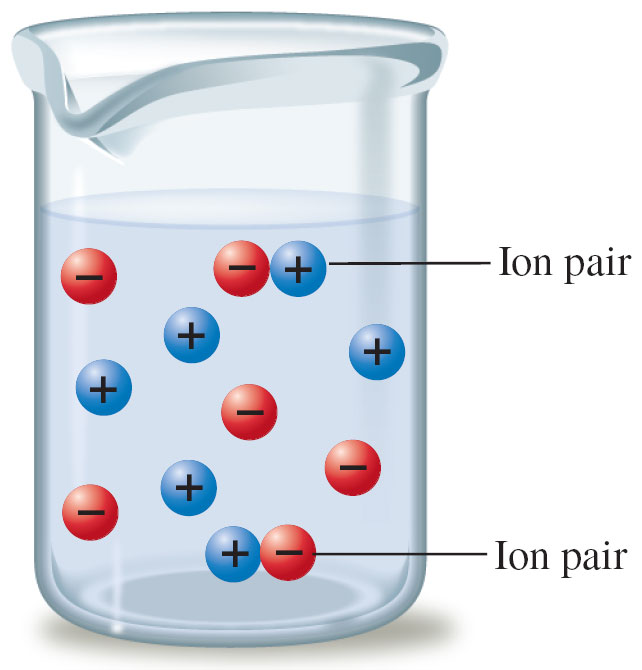 − − + Ion pair
+ +
+ −
−
+ −
+ − Ion pair